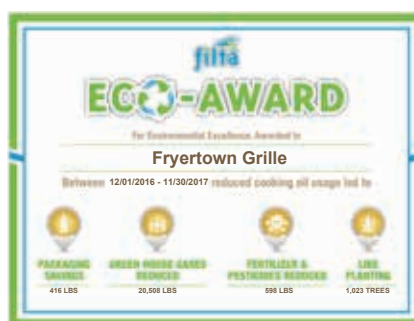 filta
ECO-AWARD
For Environmental Excellence Awarded to
Fryertown Grille
Between 12/01/2016 - 11/30/2017 reduced cooking oil usage led to
PACKAGING SAVINGS
416 LBS
GREEN HOUSE GASES REDUCED
20,508 LBS
FERTILIZER & PESTICIDES REDUCED
598 LBS
LIKE PLANTING
1,023 TREES